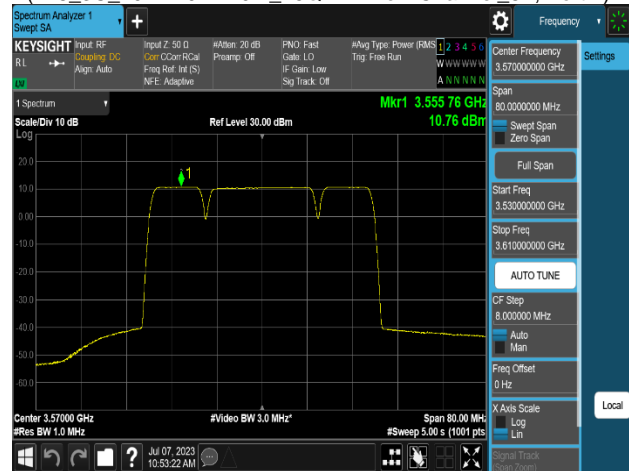 Spectrum Analyzer 1
Swept SA
Frequency
KEYSIGHT
R L
LXI
Input: RF
Coupling: DC
Align: Auto
Input Z: 50 Ω
Corr CCorr RCal
Freq Ref: Int (S)
NFE: Adaptive
#Atten: 20 dB
Preamp: Off
PNO: Fast
Gate: LO
IF Gain: Low
Sig Track: Off
#Avg Type: Power (RMS
Trig: Free Run
1 2 3 4 5 6
W W W W W W
A N N N N N
1 Spectrum
Scale/Div 10 dB
Log
Ref Level 30.00 dBm
Mkr1 3.555 76 GHz
10.76 dBm
1
20.0
10.0
0.00
-10.0
-20.0
-30.0
-40.0
-50.0
-60.0
Center 3.57000 GHz
#Res BW 1.0 MHz
#Video BW 3.0 MHz*
Span 80.00 MHz
#Sweep 5.00 s (1001 pts
Jul 07, 2023
10:53:22 AM
?
Center Frequency
3.570000000 GHz
Span
80.0000000 MHz
Swept Span
Zero Span
Full Span
Start Freq
3.530000000 GHz
Stop Freq
3.610000000 GHz
AUTO TUNE
CF Step
8.000000 MHz
Auto
Man
Freq Offset
0 Hz
X Axis Scale
Log
Lin
Signal Track
(Span Zoom)
Settings
Local